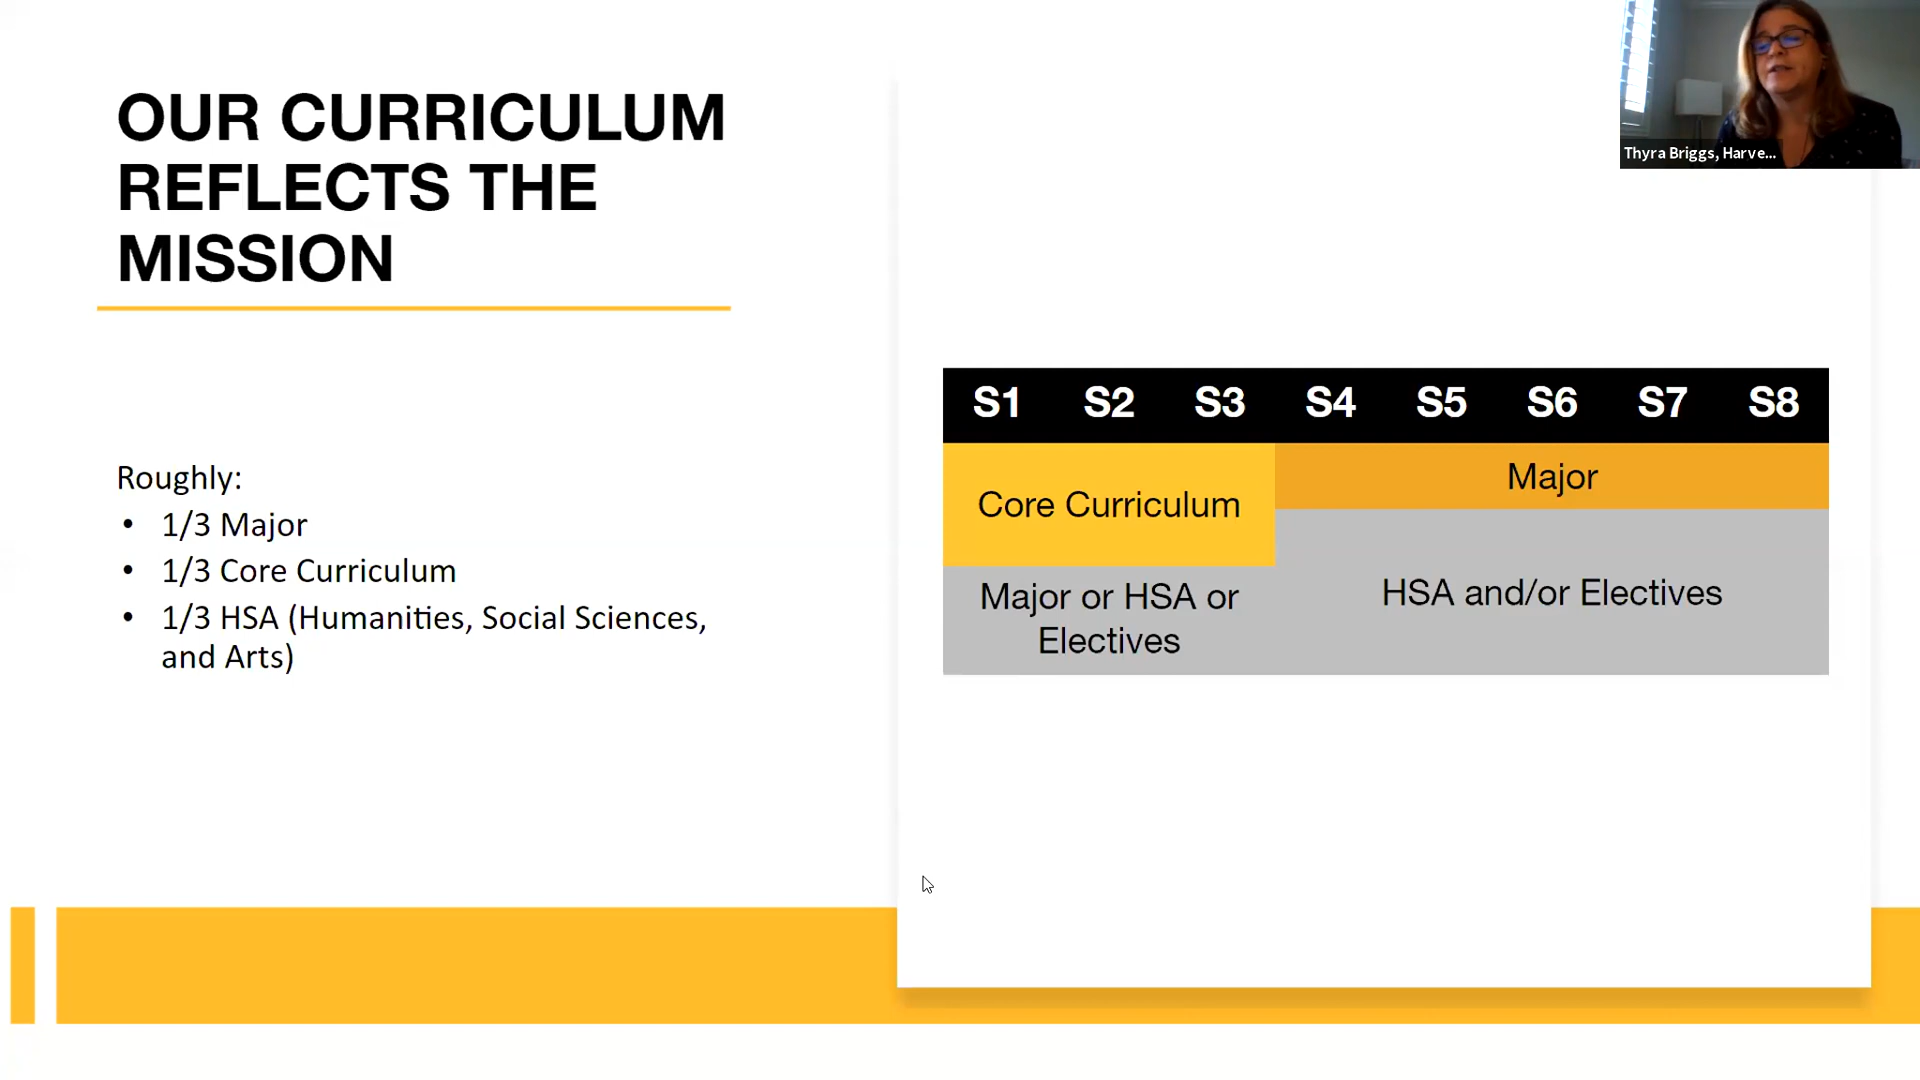 OUR CURRICULUM
REFLECTS THE
MISSION
Thyra Briggs, Harve...
Roughly:
• 1/3 Major
• 1/3 Core Curriculum
• 1/3 HSA (Humanities, Social Sciences,
and Arts)
S1 S2 S3 S4 S5 S6 S7 S8
Core Curriculum
Major
Major or HSA or
Electives
HSA and/or Electives